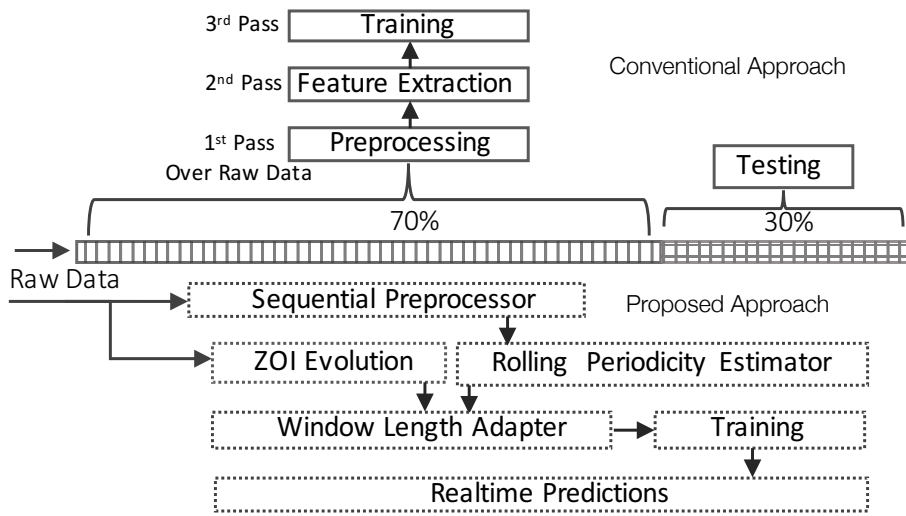 3rd Pass Training
2nd Pass Feature Extraction
Conventional Approach
1st Pass Preprocessing
Over Raw Data
Testing
70% 30%
Raw Data
Sequential Preprocessor
Proposed Approach
ZOI Evolution Rolling Periodicity Estimator
Window Length Adapter Training
Realtime Predictions